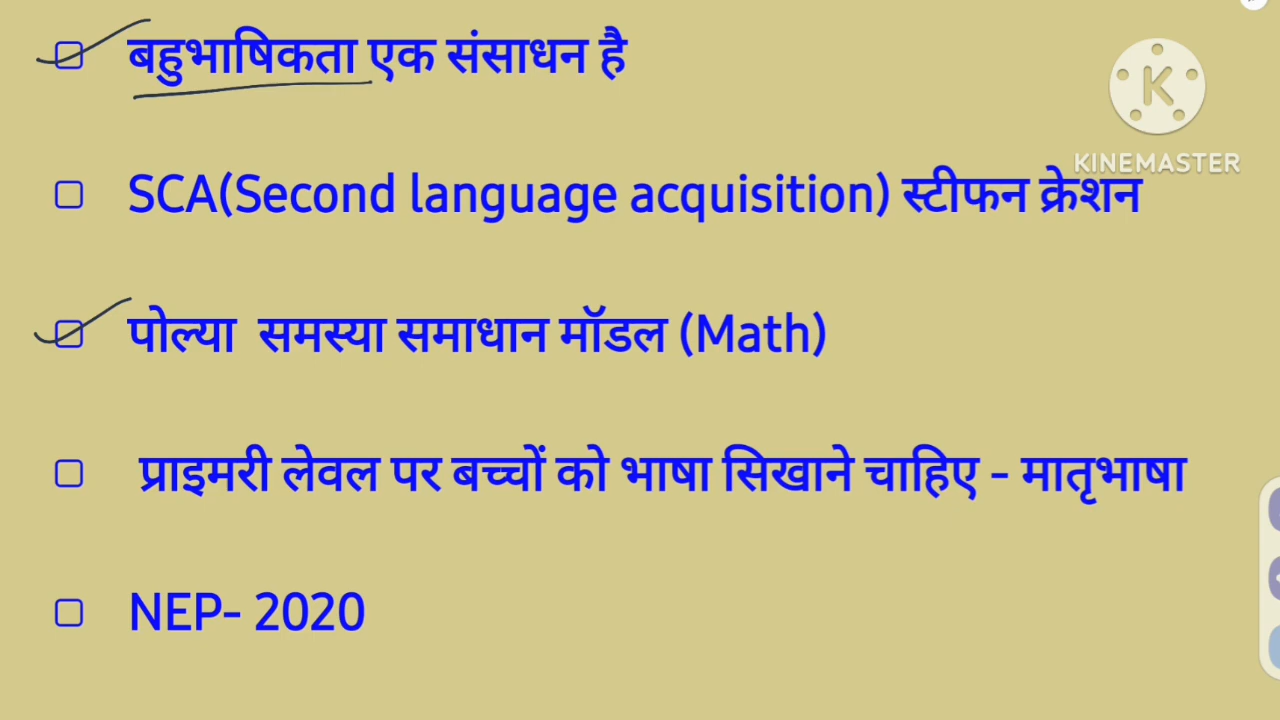 बहुभाषिकता एक संसाधन है
K
KINEMASTER
SCA(Second language acquisition) स्टीफन क्रेशन
पोल्या समस्या समाधान मॉडल (Math)
प्राइमरी लेवल पर बच्चों को भाषा सिखाने चाहिए - मातृभाषा
NEP- 2020